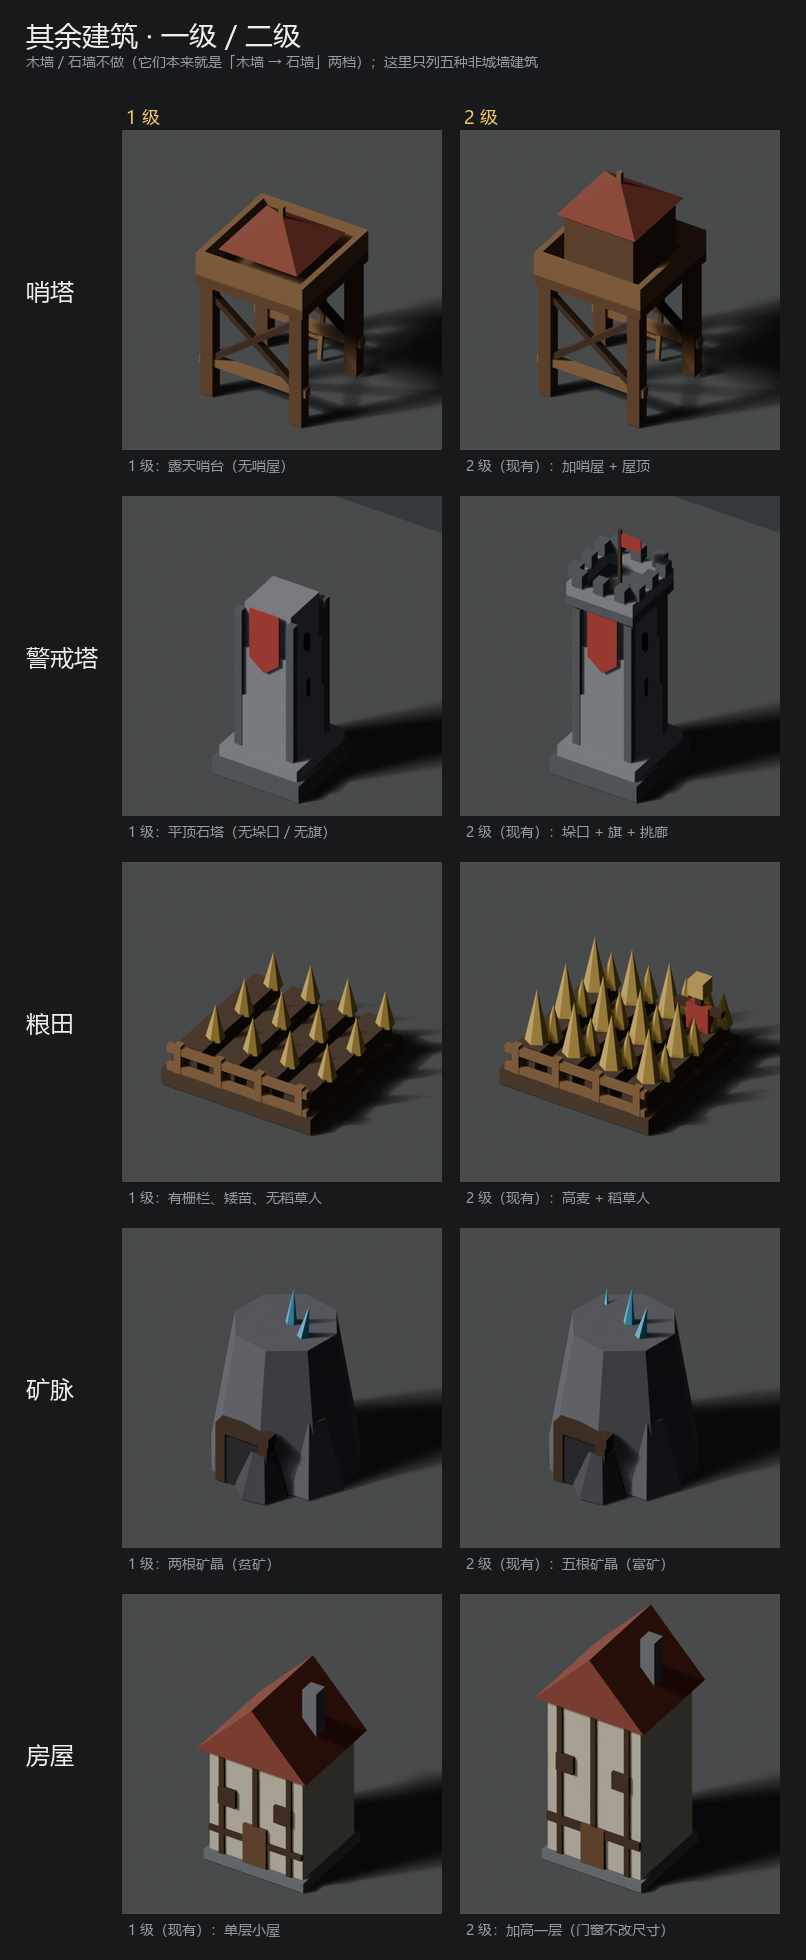 其余建筑 · 一级 / 二级
木墙 / 石墙不做（它们本来就是「木墙 → 石墙」两档）；这里只列五种非城墙建筑
1 级
2 级
哨塔
1 级：露天哨台（无哨屋）
2 级（现有）：加哨屋 + 屋顶
警戒塔
1 级：平顶石塔（无垛口 / 无旗）
2 级（现有）：垛口 + 旗 + 挑廊
粮田
1 级：有栅栏、矮苗、无稻草人
2 级（现有）：高麦 + 稻草人
矿脉
1 级：两根矿晶（贫矿）
2 级（现有）：五根矿晶（富矿）
房屋
1 级（现有）：单层小屋
2 级：加高一层（门窗不改尺寸）